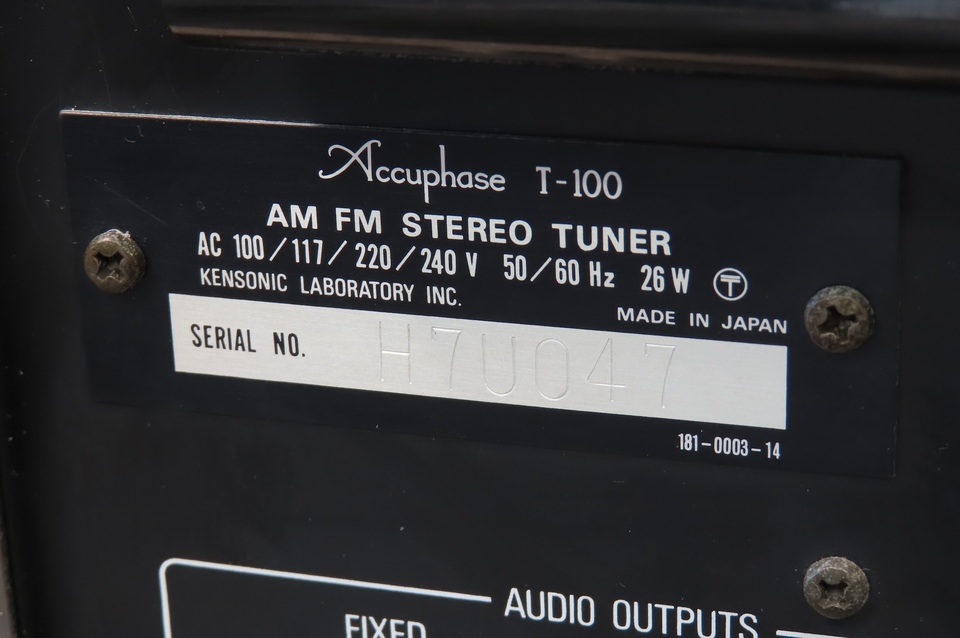 Accuphase T-100
AM FM STEREO TUNER
AC 100/117/220/240 V 50/60 Hz 26 W
KENSONIC LABORATORY INC.
MADE IN JAPAN
SERIAL NO. H7U047
181-0003-14
AUDIO OUTPUTS
FIXED